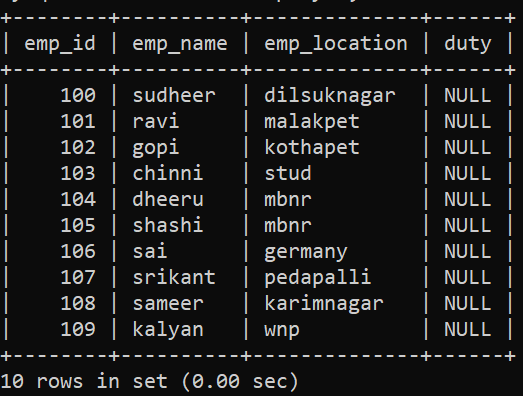 +--------+----------+--------------+------+
| emp_id | emp_name | emp_location | duty |
+--------+----------+--------------+------+
|    100 | sudheer  | dilsuknagar  | NULL |
|    101 | ravi     | malakpet     | NULL |
|    102 | gopi     | kothapet     | NULL |
|    103 | chinni   | stud         | NULL |
|    104 | dheeru   | mbnr         | NULL |
|    105 | shashi   | mbnr         | NULL |
|    106 | sai      | germany      | NULL |
|    107 | srikant  | pedapalli    | NULL |
|    108 | sameer   | karimnagar   | NULL |
|    109 | kalyan   | wnp          | NULL |
+--------+----------+--------------+------+
10 rows in set (0.00 sec)